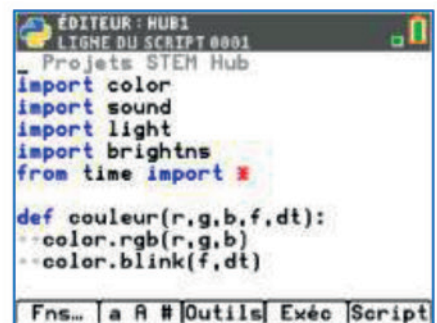 ÉDITEUR : HUB1
LIGNE DU SCRIPT 0001
_ Projets STEM Hub
import color
import sound
import light
import brightns
from time import *
def couleur(r,g,b,f,dt):
··color.rgb(r,g,b)
··color.blink(f,dt)
Fns… a A # Outils Exéc Script